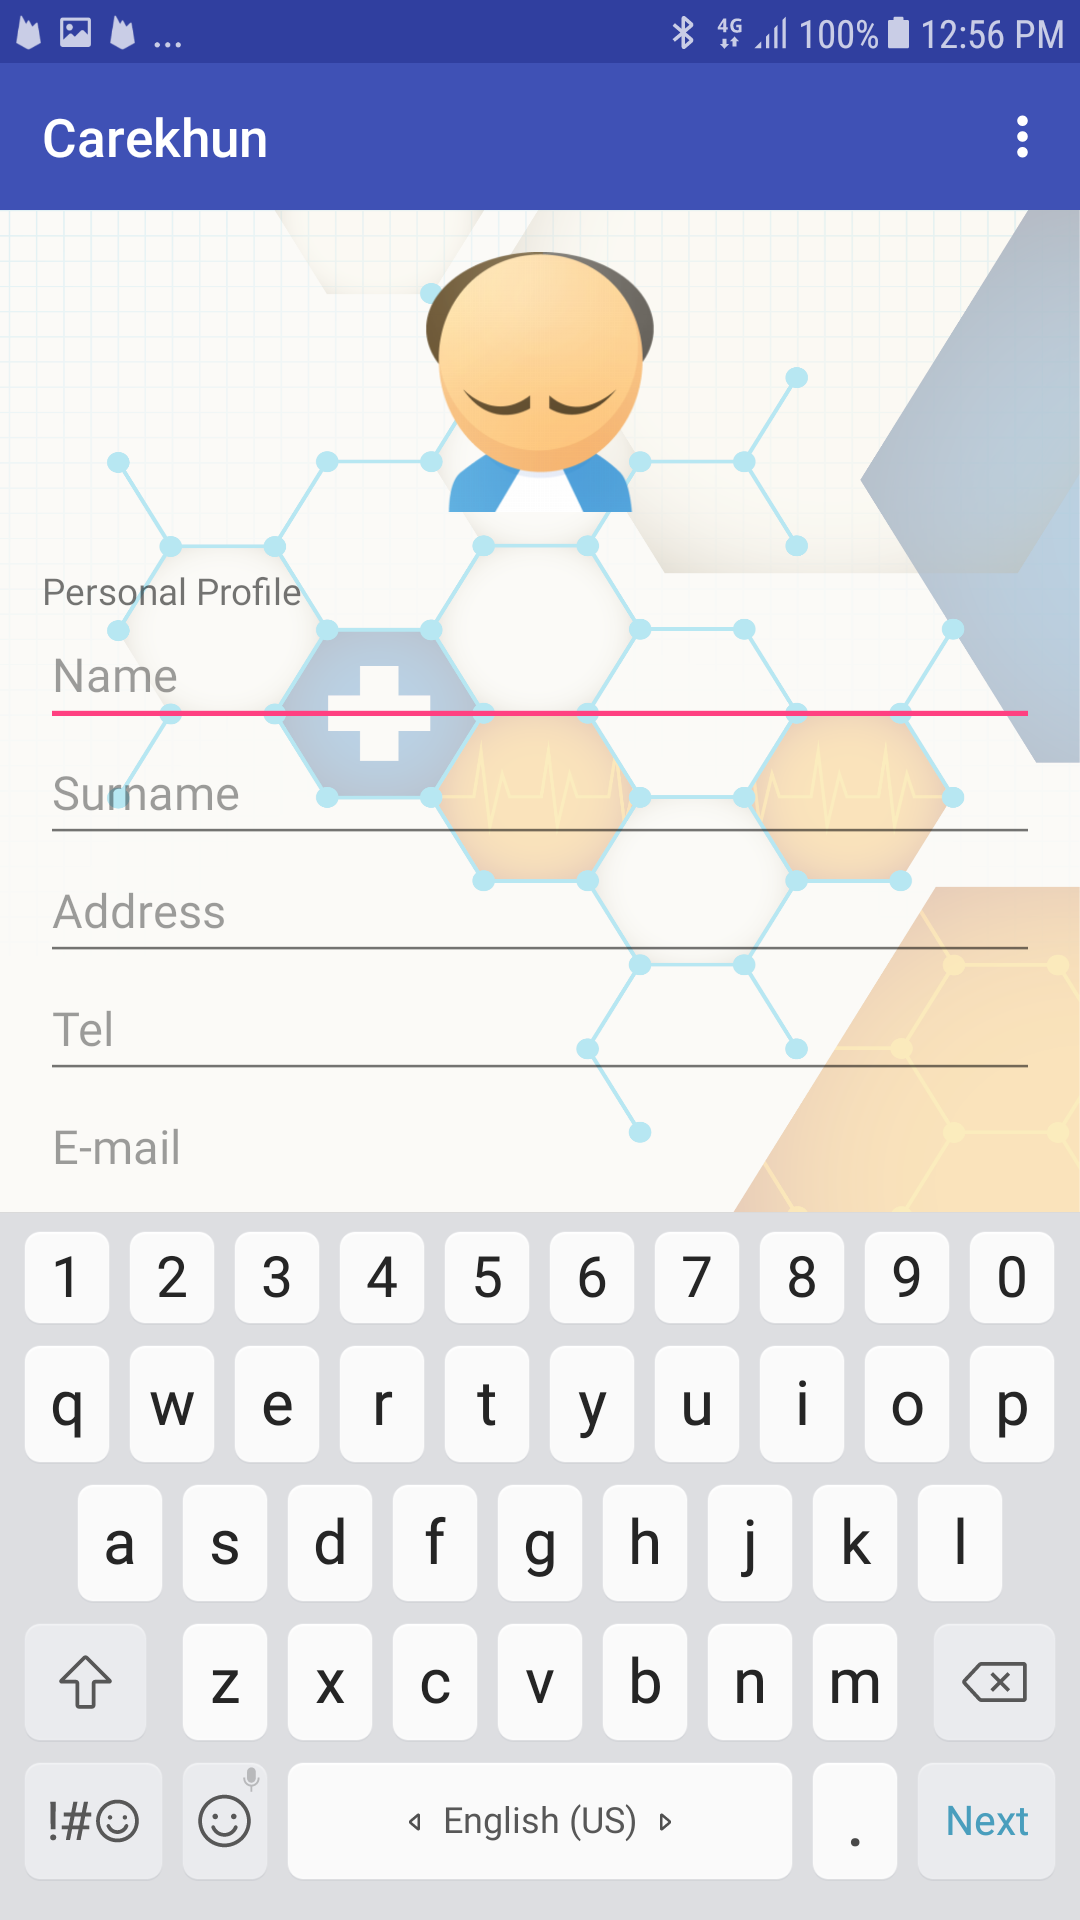 ... 4G 100% 12:56 PM
Carekhun
Personal Profile
Name
Surname
Address
Tel
E-mail
1 2 3 4 5 6 7 8 9 0
q w e r t y u i o p
a s d f g h j k l
z x c v b n m
!# English (US) . Next